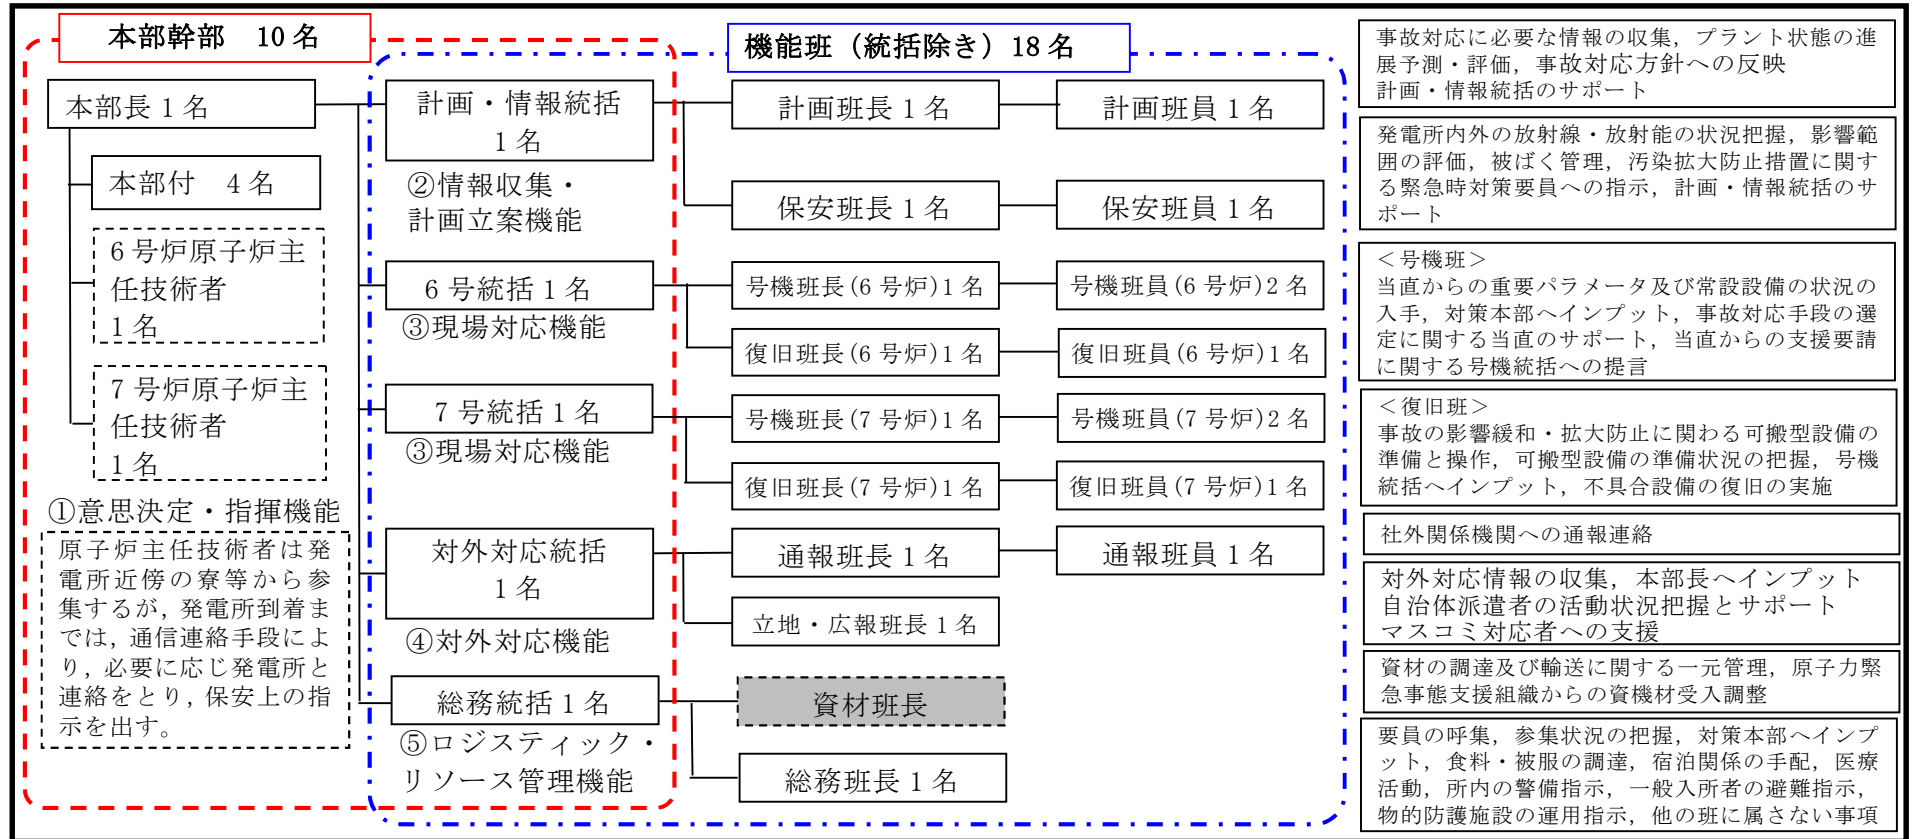 本部幹部　10名
機能班（統括除き）18名
本部長1名
本部付　4名
6号炉原子炉主
任技術者
1名
7号炉原子炉主
任技術者
1名
①意思決定・指揮機能
原子炉主任技術者は発
電所近傍の寮等から参
集するが，発電所到着ま
では，通信連絡手段によ
り，必要に応じ発電所と
連絡をとり，保安上の指
示を出す。
計画・情報統括
1名
②情報収集・
計画立案機能
6号統括1名
③現場対応機能
7号統括1名
③現場対応機能
対外対応統括
1名
④対外対応機能
総務統括1名
⑤ロジスティック・
リソース管理機能
計画班長1名
計画班員1名
保安班長1名
保安班員1名
号機班長(6号炉)1名
号機班員(6号炉)2名
復旧班長(6号炉)1名
復旧班員(6号炉)1名
号機班長(7号炉)1名
号機班員(7号炉)2名
復旧班長(7号炉)1名
復旧班員(7号炉)1名
通報班長1名
通報班員1名
立地・広報班長1名
資材班長
総務班長1名
事故対応に必要な情報の収集，プラント状態の進
展予測・評価，事故対応方針への反映
計画・情報統括のサポート
発電所内外の放射線・放射能の状況把握，影響範
囲の評価，被ばく管理，汚染拡大防止措置に関す
る緊急時対策要員への指示，計画・情報統括のサ
ポート
＜号機班＞
当直からの重要パラメータ及び常設設備の状況の
入手，対策本部へインプット，事故対応手段の選
定に関する当直のサポート，当直からの支援要請
に関する号機統括への提言
＜復旧班＞
事故の影響緩和・拡大防止に関わる可搬型設備の
準備と操作，可搬型設備の準備状況の把握，号機
統括へインプット，不具合設備の復旧の実施
社外関係機関への通報連絡
対外対応情報の収集，本部長へインプット
自治体派遣者の活動状況把握とサポート
マスコミ対応者への支援
資材の調達及び輸送に関する一元管理，原子力緊
急事態支援組織からの資機材受入調整
要員の呼集，参集状況の把握，対策本部へインプ
ット，食料・被服の調達，宿泊関係の手配，医療
活動，所内の警備指示，一般入所者の避難指示，
物的防護施設の運用指示，他の班に属さない事項